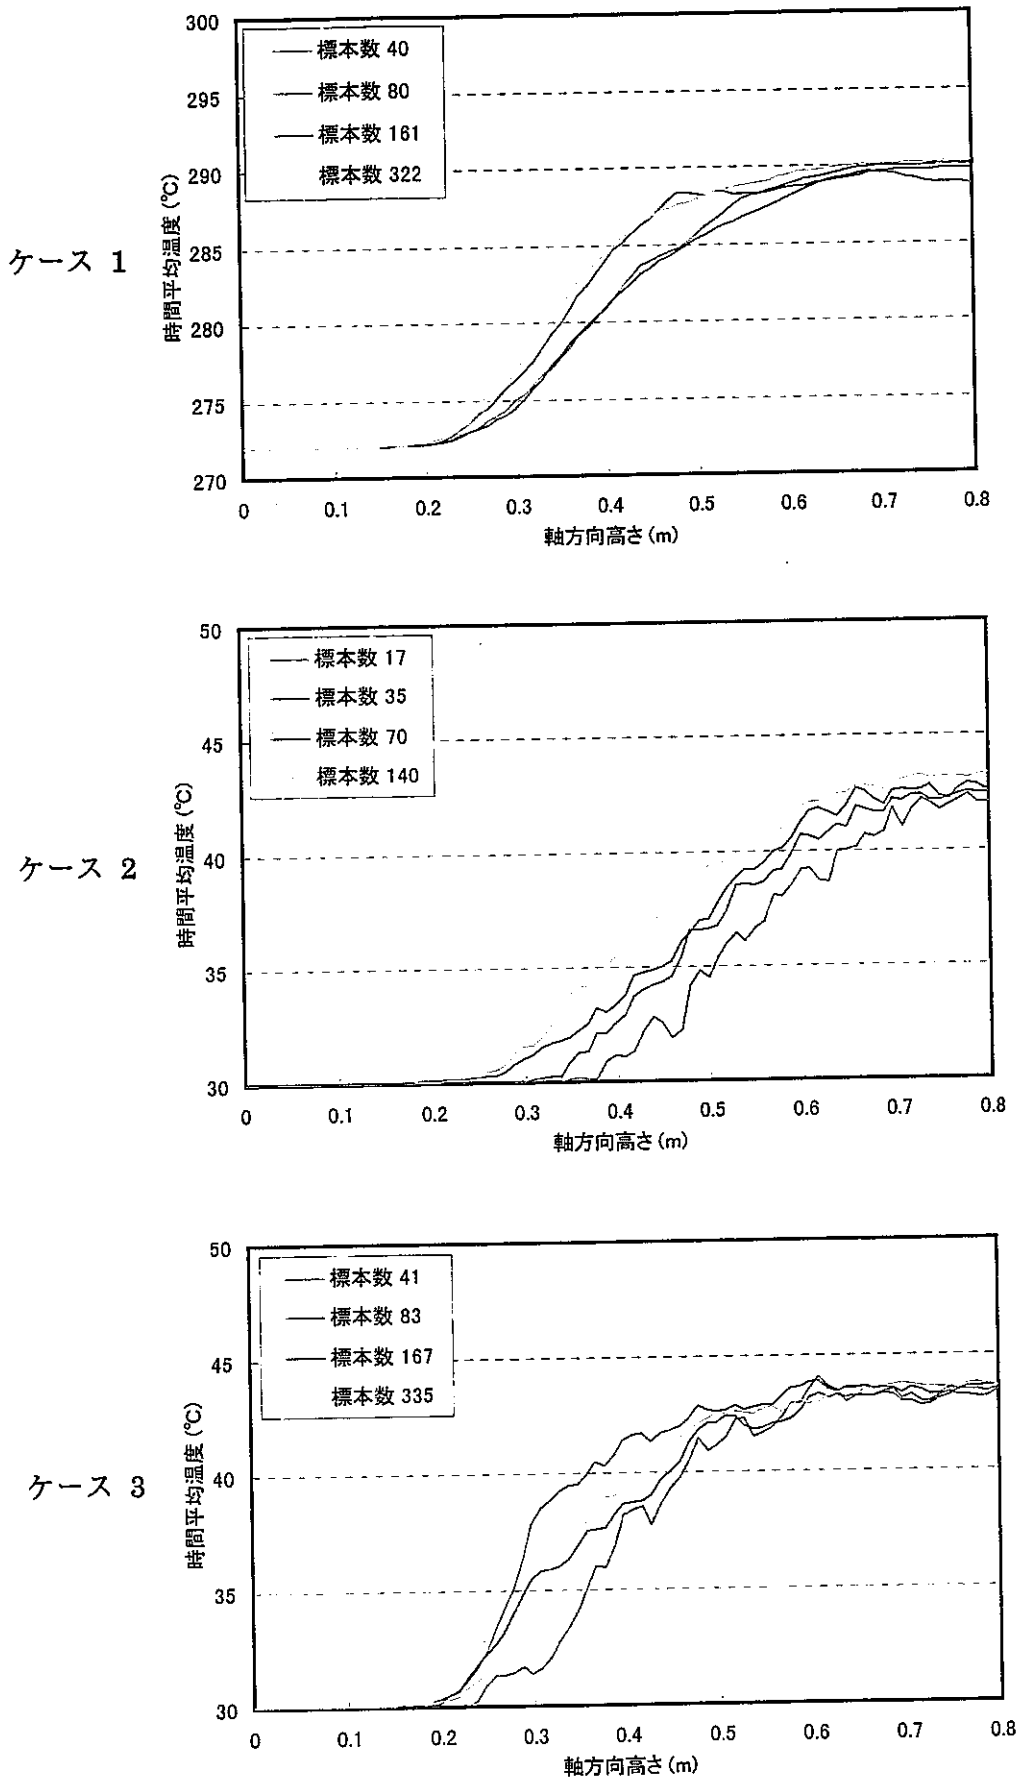 ケース 1
時間平均温度(℃)
300
295
290
285
280
275
270
標本数 40
標本数 80
標本数 161
標本数 322
0 0.1 0.2 0.3 0.4 0.5 0.6 0.7 0.8
軸方向高さ(m)
ケース 2
時間平均温度(℃)
50
45
40
35
30
標本数 17
標本数 35
標本数 70
標本数 140
0 0.1 0.2 0.3 0.4 0.5 0.6 0.7 0.8
軸方向高さ(m)
ケース 3
時間平均温度(℃)
50
45
40
35
30
標本数 41
標本数 83
標本数 167
標本数 335
0 0.1 0.2 0.3 0.4 0.5 0.6 0.7 0.8
軸方向高さ(m)